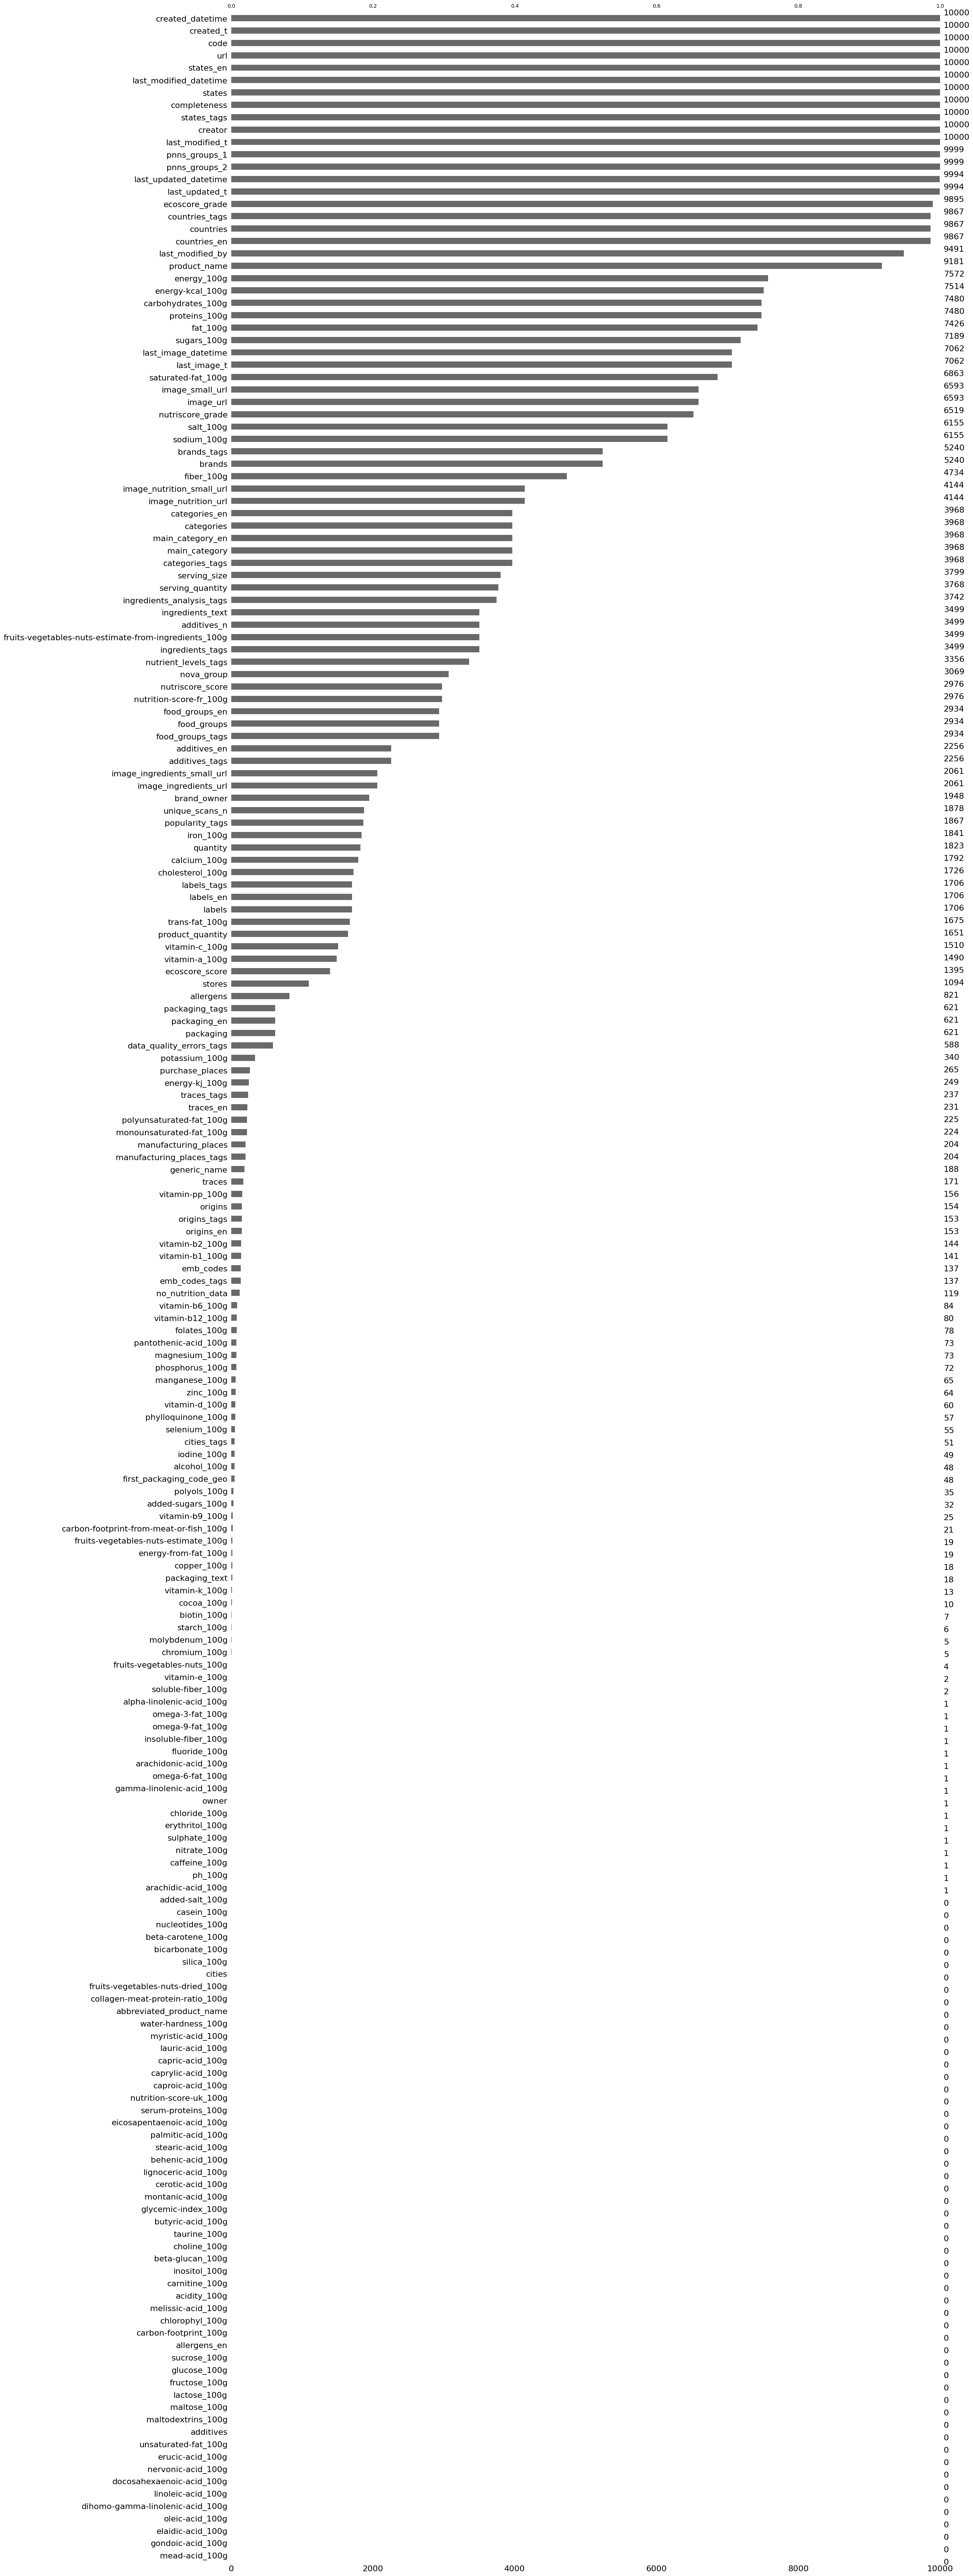 0.0 0.2 0.4 0.6 0.8 1.0
created_datetime 10000
created_t 10000
code 10000
url 10000
states_en 10000
last_modified_datetime 10000
states 10000
completeness 10000
states_tags 10000
creator 10000
last_modified_t 10000
pnns_groups_1 9999
pnns_groups_2 9999
last_updated_datetime 9994
last_updated_t 9994
ecoscore_grade 9895
countries_tags 9867
countries 9867
countries_en 9867
last_modified_by 9491
product_name 9181
energy_100g 7572
energy-kcal_100g 7514
carbohydrates_100g 7480
proteins_100g 7480
fat_100g 7426
sugars_100g 7189
last_image_datetime 7062
last_image_t 7062
saturated-fat_100g 6863
image_small_url 6593
image_url 6593
nutriscore_grade 6519
salt_100g 6155
sodium_100g 6155
brands_tags 5240
brands 5240
fiber_100g 4734
image_nutrition_small_url 4144
image_nutrition_url 4144
categories_en 3968
categories 3968
main_category_en 3968
main_category 3968
categories_tags 3968
serving_size 3799
serving_quantity 3768
ingredients_analysis_tags 3742
ingredients_text 3499
additives_n 3499
fruits-vegetables-nuts-estimate-from-ingredients_100g 3499
ingredients_tags 3499
nutrient_levels_tags 3356
nova_group 3069
nutriscore_score 2976
nutrition-score-fr_100g 2976
food_groups_en 2934
food_groups 2934
food_groups_tags 2934
additives_en 2256
additives_tags 2256
image_ingredients_small_url 2061
image_ingredients_url 2061
brand_owner 1948
unique_scans_n 1878
popularity_tags 1867
iron_100g 1841
quantity 1823
calcium_100g 1792
cholesterol_100g 1726
labels_tags 1706
labels_en 1706
labels 1706
trans-fat_100g 1675
product_quantity 1651
vitamin-c_100g 1510
vitamin-a_100g 1490
ecoscore_score 1395
stores 1094
allergens 821
packaging_tags 621
packaging_en 621
packaging 621
data_quality_errors_tags 588
potassium_100g 340
purchase_places 265
energy-kj_100g 249
traces_tags 237
traces_en 231
polyunsaturated-fat_100g 225
monounsaturated-fat_100g 224
manufacturing_places 204
manufacturing_places_tags 204
generic_name 188
traces 171
vitamin-pp_100g 156
origins 154
origins_tags 153
origins_en 153
vitamin-b2_100g 144
vitamin-b1_100g 141
emb_codes 137
emb_codes_tags 137
no_nutrition_data 119
vitamin-b6_100g 84
vitamin-b12_100g 80
folates_100g 78
pantothenic-acid_100g 73
magnesium_100g 73
phosphorus_100g 72
manganese_100g 65
zinc_100g 64
vitamin-d_100g 60
phylloquinone_100g 57
selenium_100g 55
cities_tags 51
iodine_100g 49
alcohol_100g 48
first_packaging_code_geo 48
polyols_100g 35
added-sugars_100g 32
vitamin-b9_100g 25
carbon-footprint-from-meat-or-fish_100g 21
fruits-vegetables-nuts-estimate_100g 19
energy-from-fat_100g 19
copper_100g 18
packaging_text 18
vitamin-k_100g 13
cocoa_100g 10
biotin_100g 7
starch_100g 6
molybdenum_100g 5
chromium_100g 5
fruits-vegetables-nuts_100g 4
vitamin-e_100g 2
soluble-fiber_100g 2
alpha-linolenic-acid_100g 1
omega-3-fat_100g 1
omega-9-fat_100g 1
insoluble-fiber_100g 1
fluoride_100g 1
arachidonic-acid_100g 1
omega-6-fat_100g 1
gamma-linolenic-acid_100g 1
owner 1
chloride_100g 1
erythritol_100g 1
sulphate_100g 1
nitrate_100g 1
caffeine_100g 1
ph_100g 1
arachidic-acid_100g 1
added-salt_100g 0
casein_100g 0
nucleotides_100g 0
beta-carotene_100g 0
bicarbonate_100g 0
silica_100g 0
cities 0
fruits-vegetables-nuts-dried_100g 0
collagen-meat-protein-ratio_100g 0
abbreviated_product_name 0
water-hardness_100g 0
myristic-acid_100g 0
lauric-acid_100g 0
capric-acid_100g 0
caprylic-acid_100g 0
caproic-acid_100g 0
nutrition-score-uk_100g 0
serum-proteins_100g 0
eicosapentaenoic-acid_100g 0
palmitic-acid_100g 0
stearic-acid_100g 0
behenic-acid_100g 0
lignoceric-acid_100g 0
cerotic-acid_100g 0
montanic-acid_100g 0
glycemic-index_100g 0
butyric-acid_100g 0
taurine_100g 0
choline_100g 0
beta-glucan_100g 0
inositol_100g 0
carnitine_100g 0
acidity_100g 0
melissic-acid_100g 0
chlorophyl_100g 0
carbon-footprint_100g 0
allergens_en 0
sucrose_100g 0
glucose_100g 0
fructose_100g 0
lactose_100g 0
maltose_100g 0
maltodextrins_100g 0
additives 0
unsaturated-fat_100g 0
erucic-acid_100g 0
nervonic-acid_100g 0
docosahexaenoic-acid_100g 0
linoleic-acid_100g 0
dihomo-gamma-linolenic-acid_100g 0
oleic-acid_100g 0
elaidic-acid_100g 0
gondoic-acid_100g 0
mead-acid_100g 0
0 2000 4000 6000 8000 10000